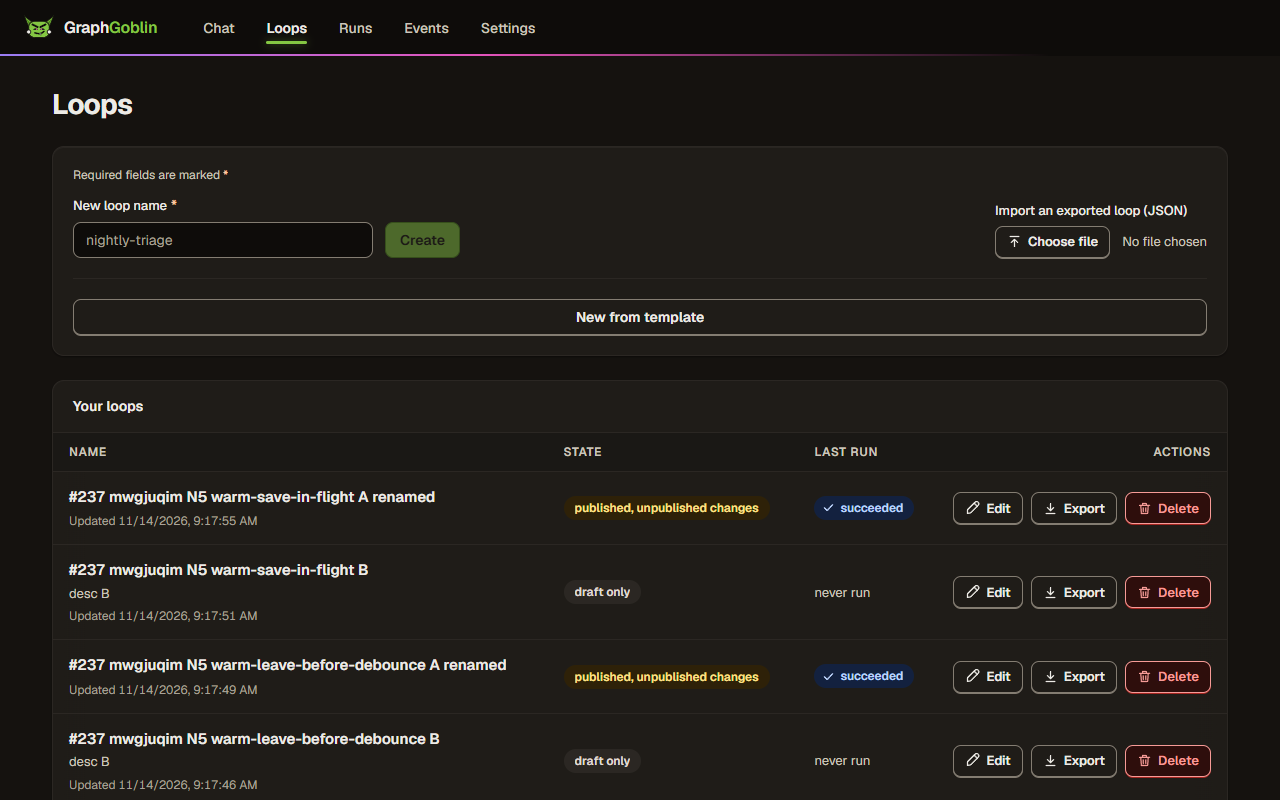 GraphGoblin Chat Loops Runs Events Settings
Loops
Required fields are marked *
New loop name *
nightly-triage Create
Import an exported loop (JSON)
Choose file No file chosen
New from template
Your loops
NAME STATE LAST RUN ACTIONS
#237 mwgjuqim N5 warm-save-in-flight A renamed
Updated 11/14/2026, 9:17:55 AM
published, unpublished changes succeeded Edit Export Delete
#237 mwgjuqim N5 warm-save-in-flight B
desc B
Updated 11/14/2026, 9:17:51 AM
draft only never run Edit Export Delete
#237 mwgjuqim N5 warm-leave-before-debounce A renamed
Updated 11/14/2026, 9:17:49 AM
published, unpublished changes succeeded Edit Export Delete
#237 mwgjuqim N5 warm-leave-before-debounce B
desc B
Updated 11/14/2026, 9:17:46 AM
draft only never run Edit Export Delete